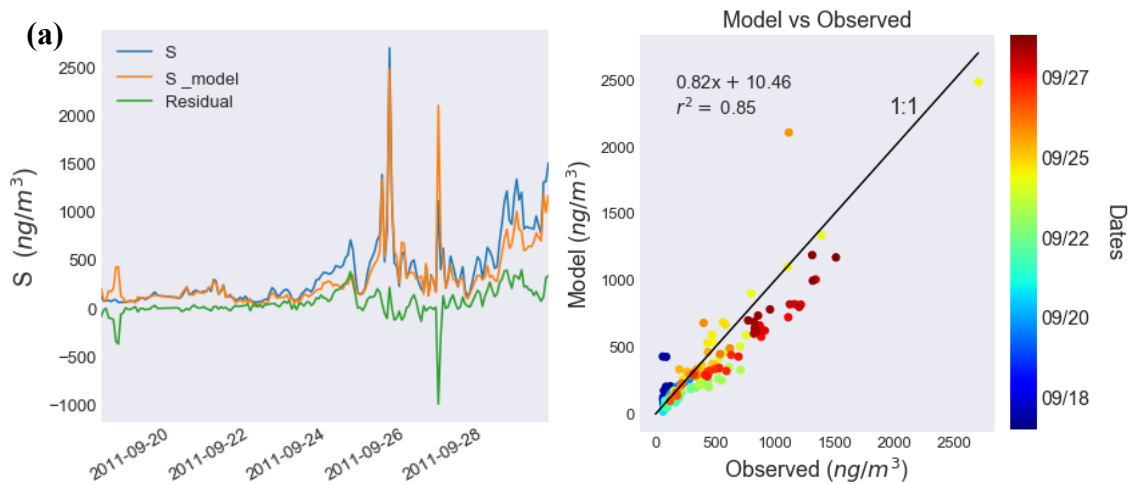 (a)
S
S _model
Residual
S (ng/m³)
2500
2000
1500
1000
500
0
−500
−1000
2011-09-20
2011-09-22
2011-09-24
2011-09-26
2011-09-28
Model vs Observed
0.82x + 10.46
r² = 0.85
1:1
Model (ng/m³)
2500
2000
1500
1000
500
0
0
500
1000
1500
2000
2500
Observed (ng/m³)
09/27
09/25
09/22
09/20
09/18
Dates